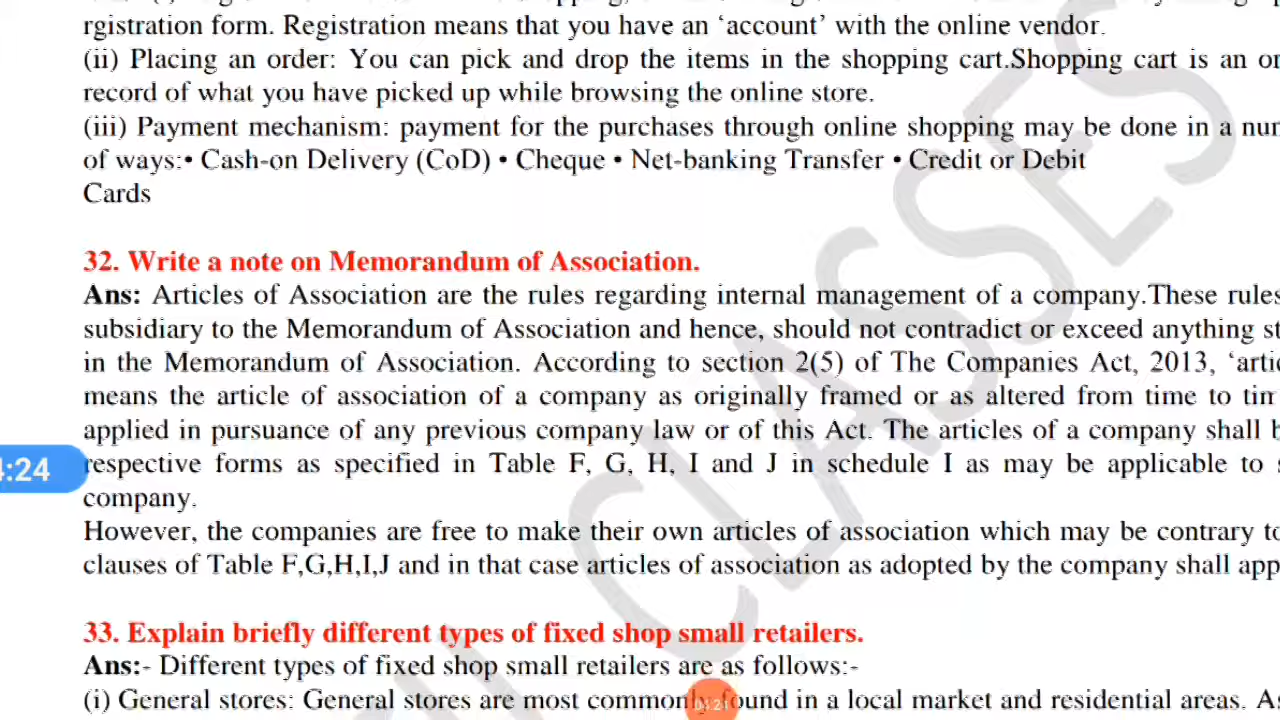 rgistration form. Registration means that you have an ‘account’ with the online vendor.
(ii) Placing an order: You can pick and drop the items in the shopping cart.Shopping cart is an
record of what you have picked up while browsing the online store.
(iii) Payment mechanism: payment for the purchases through online shopping may be done in a
of ways:• Cash-on Delivery (CoD) • Cheque • Net-banking Transfer • Credit or Debit
Cards
32. Write a note on Memorandum of Association.
Ans: Articles of Association are the rules regarding internal management of a company.These rules
subsidiary to the Memorandum of Association and hence, should not contradict or exceed anything
in the Memorandum of Association. According to section 2(5) of The Companies Act, 2013,
means the article of association of a company as originally framed or as altered from time to
applied in pursuance of any previous company law or of this Act. The articles of a company shall
4:24 respective forms as specified in Table F, G, H, I and J in schedule I as may be applicable to
company.
However, the companies are free to make their own articles of association which may be contrary to
clauses of Table F,G,H,I,J and in that case articles of association as adopted by the company shall
33. Explain briefly different types of fixed shop small retailers.
Ans:- Different types of fixed shop small retailers are as follows:-
(i) General stores: General stores are most commonly found in a local market and residential areas.
04:24
CLASSES